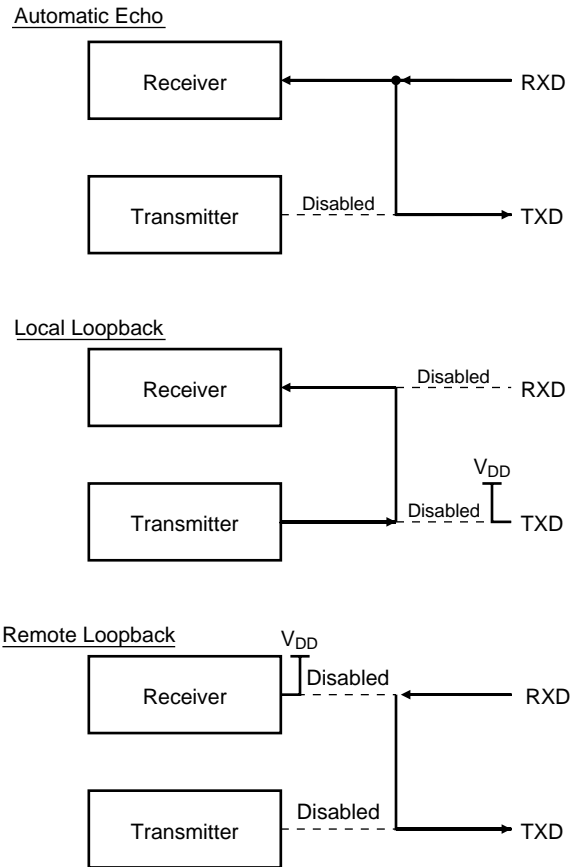 Automatic Echo
Receiver
RXD
Transmitter
Disabled
TXD
Local Loopback
Receiver
Disabled
RXD
VDD
Transmitter
Disabled
TXD
Remote Loopback
VDD
Receiver
Disabled
RXD
Transmitter
Disabled
TXD